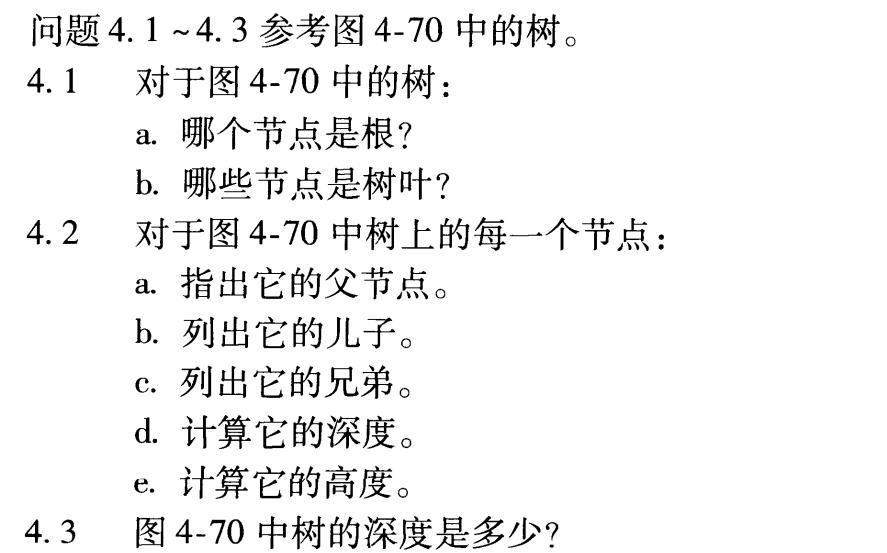 问题 4.1～4.3 参考图 4-70 中的树。
4.1 对于图 4-70 中的树：
a. 哪个节点是根？
b. 哪些节点是树叶？
4.2 对于图 4-70 中树上的每一个节点：
a. 指出它的父节点。
b. 列出它的儿子。
c. 列出它的兄弟。
d. 计算它的深度。
e. 计算它的高度。
4.3 图 4-70 中树的深度是多少？